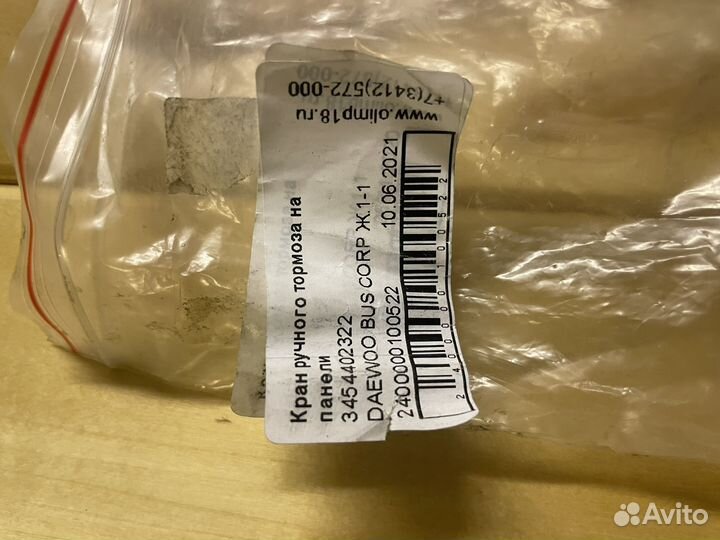 www.olimp18.ru
+7(3412)572-000
Кран ручного тормоза на
панели
3454402322
DAEWOO BUS CORP Ж.1-1
2400000100522 10.06.2021
2400000100522
Avito